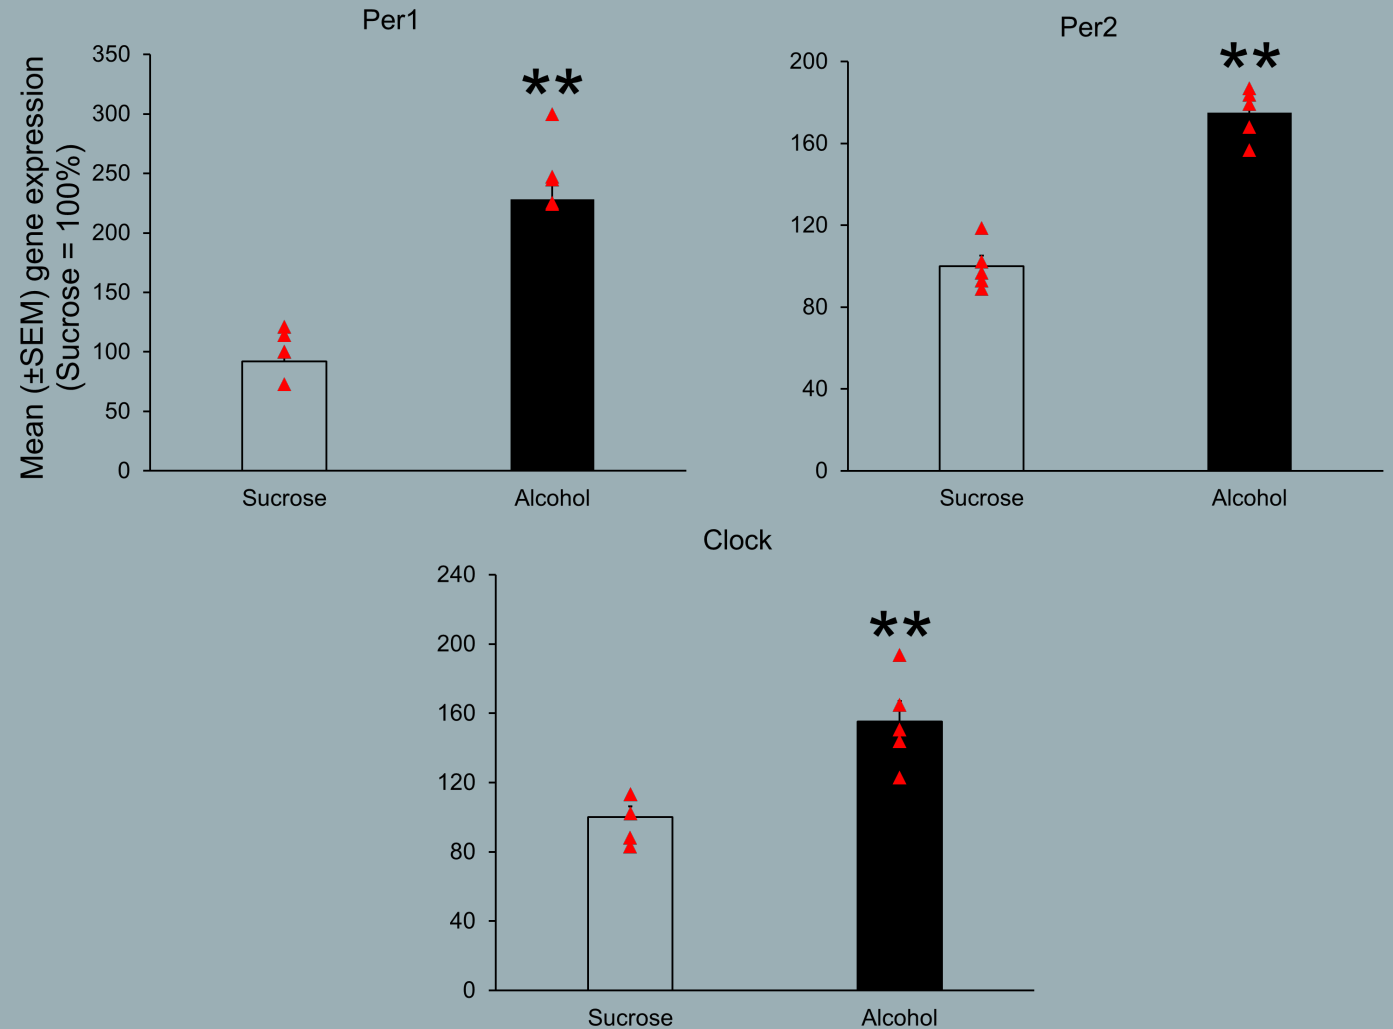 Per1
Mean (±SEM) gene expression
(Sucrose = 100%)
350
300
250
200
150
100
50
0
**
Sucrose
Alcohol
Per2
200
160
120
80
40
0
**
Sucrose
Alcohol
Clock
240
200
160
120
80
40
0
**
Sucrose
Alcohol